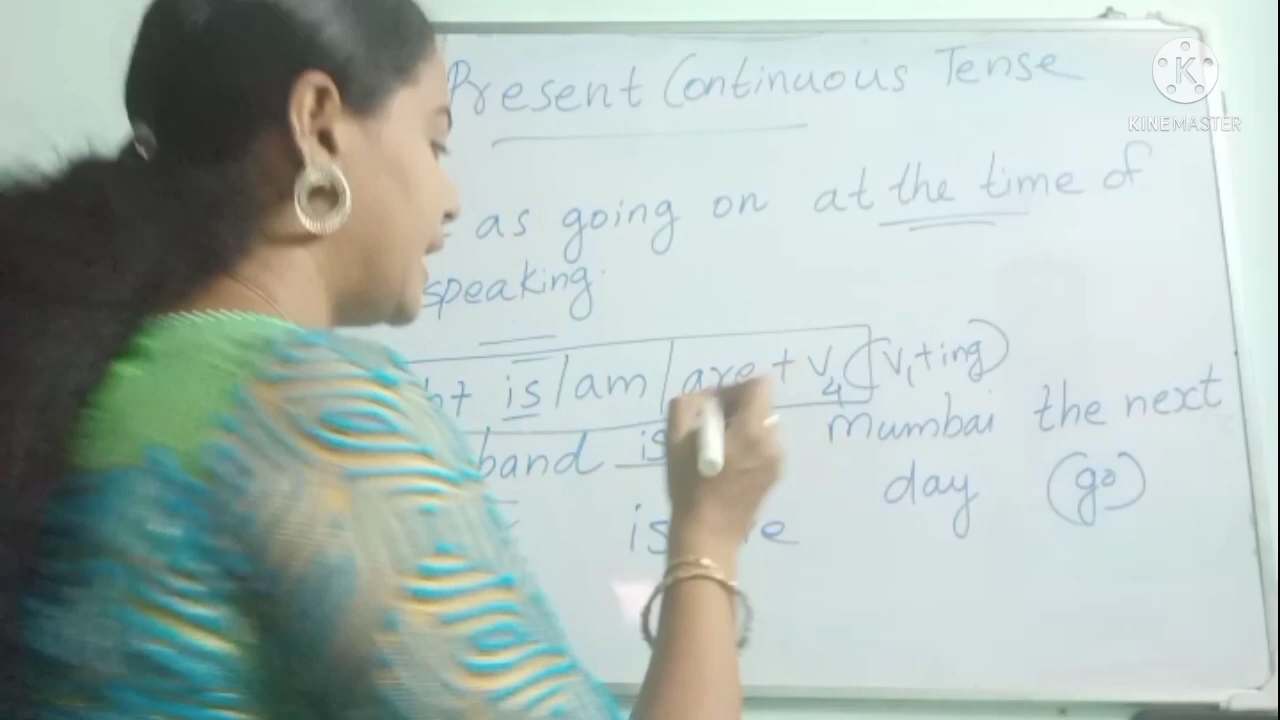 Present Continuous Tense
as going on at the time of
speaking.
is/am/are + V4 (V1+ing)
band is mumbai the next
day (go)
is
KINEMASTER